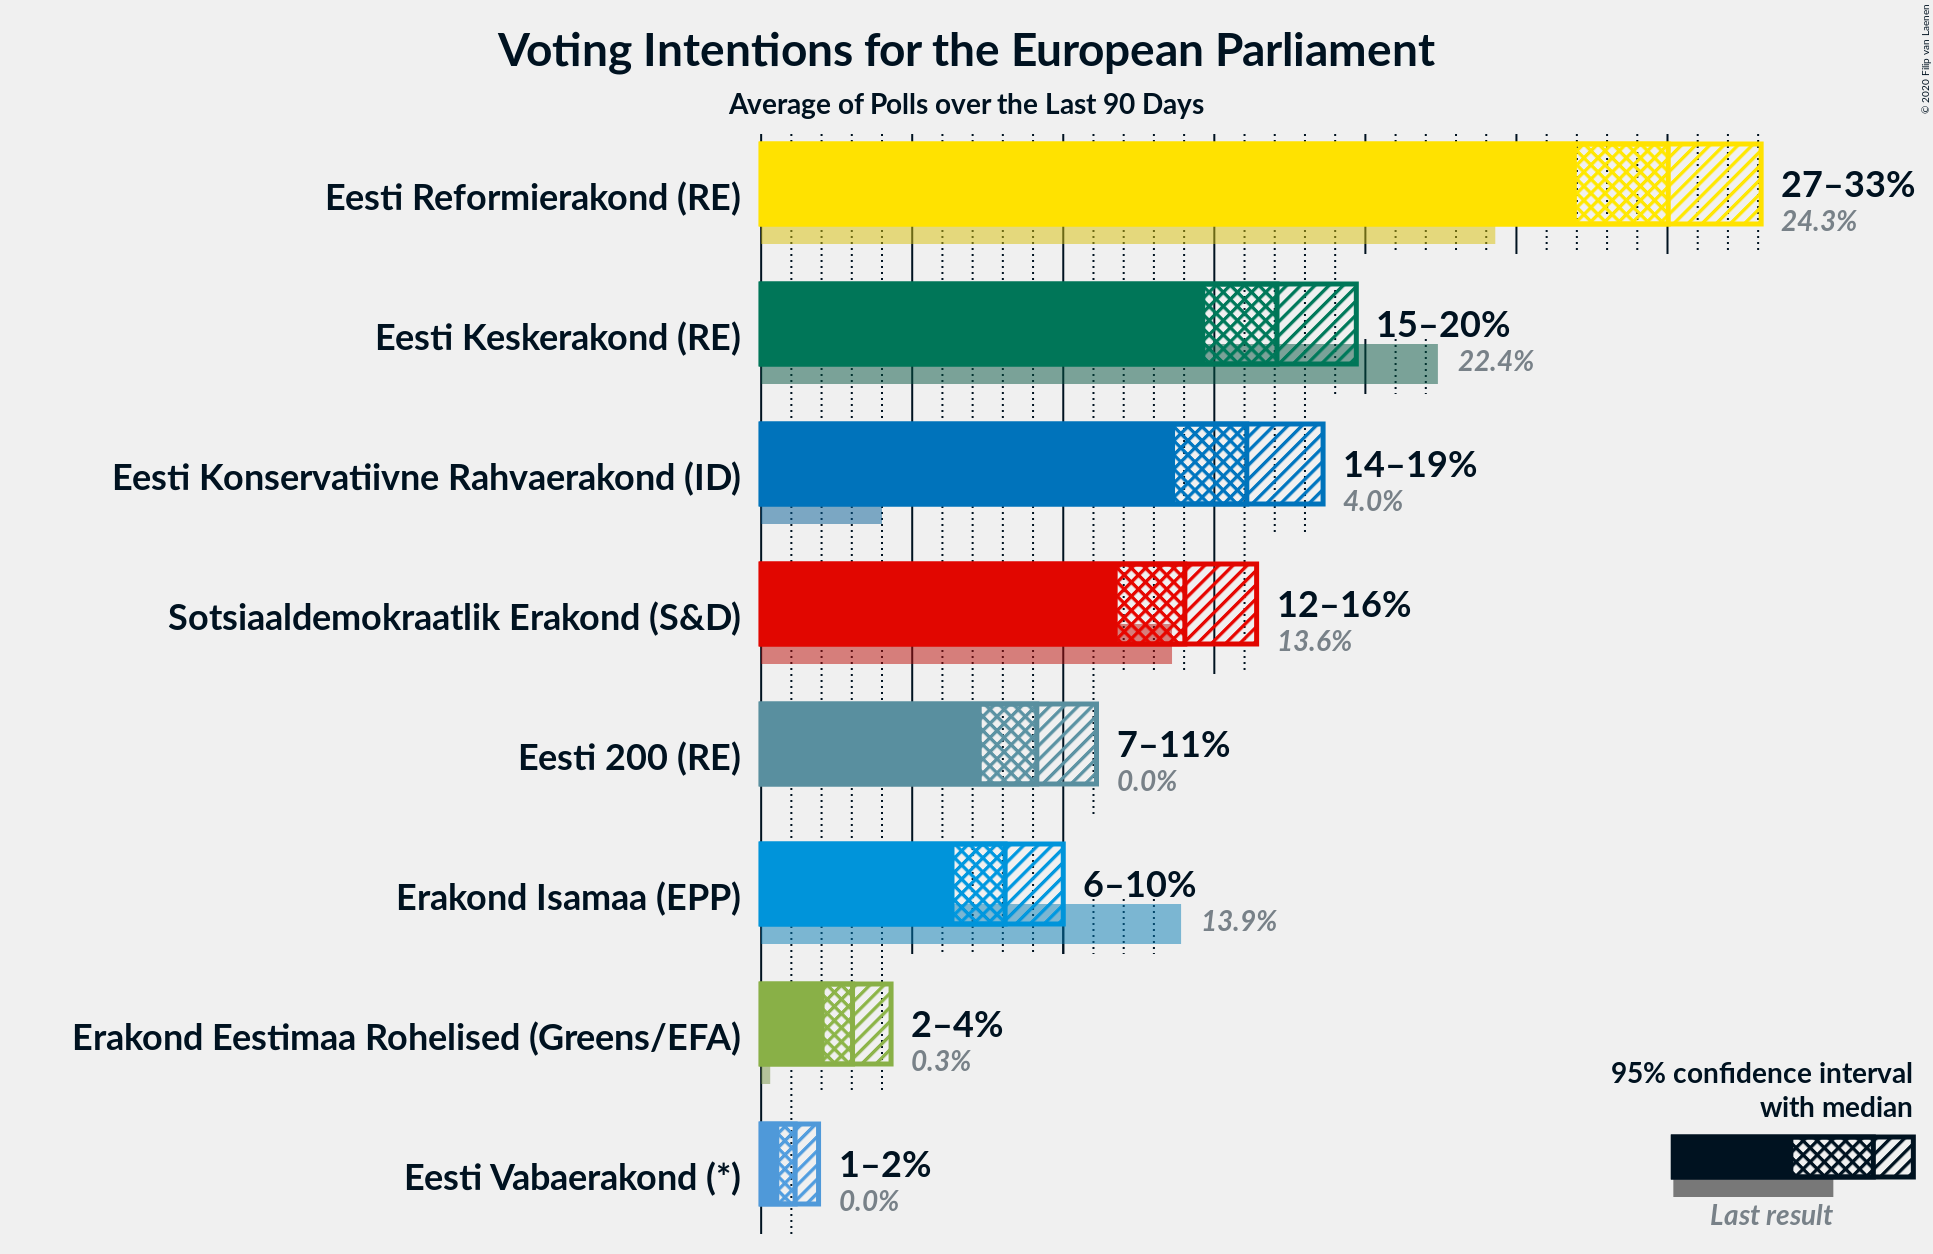 Voting Intentions for the European Parliament
Average of Polls over the Last 90 Days
© 2020 Filip van Laenen
Eesti Reformierakond (RE)
27–33%
24.3%
Eesti Keskerakond (RE)
15–20%
22.4%
Eesti Konservatiivne Rahvaerakond (ID)
14–19%
4.0%
Sotsiaaldemokraatlik Erakond (S&D)
12–16%
13.6%
Eesti 200 (RE)
7–11%
0.0%
Erakond Isamaa (EPP)
6–10%
13.9%
Erakond Eestimaa Rohelised (Greens/EFA)
2–4%
0.3%
Eesti Vabaerakond (*)
1–2%
0.0%
95% confidence interval
with median
Last result